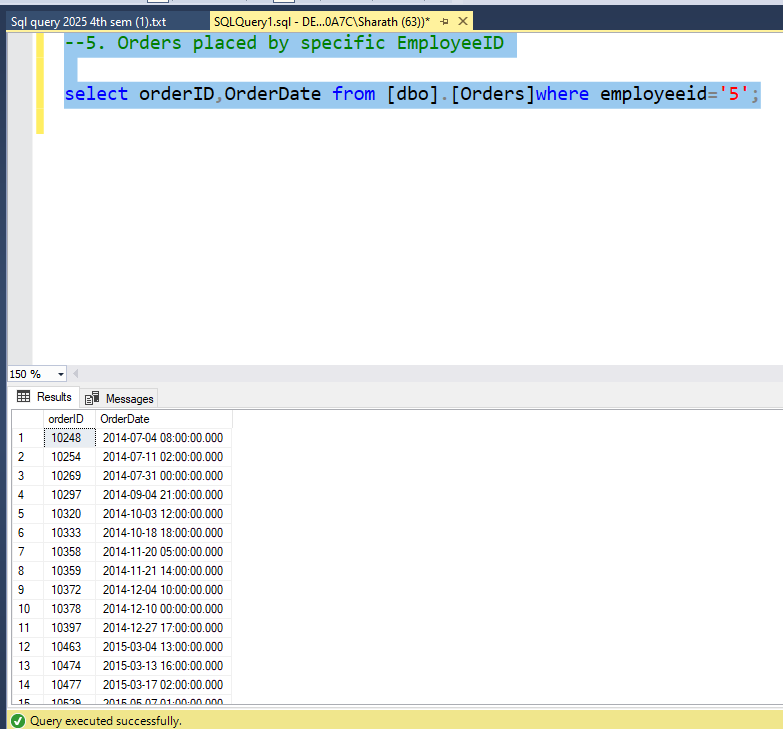 Sql query 2025 4th sem (1).txt SQLQuery1.sql - DE...0A7C\Sharath (63))*
--5. Orders placed by specific EmployeeID
select orderID,OrderDate from [dbo].[Orders]where employeeid='5';
150 %
Results Messages
orderID OrderDate
1 10248 2014-07-04 08:00:00.000
2 10254 2014-07-11 02:00:00.000
3 10269 2014-07-31 00:00:00.000
4 10297 2014-09-04 21:00:00.000
5 10320 2014-10-03 12:00:00.000
6 10333 2014-10-18 18:00:00.000
7 10358 2014-11-20 05:00:00.000
8 10359 2014-11-21 14:00:00.000
9 10372 2014-12-04 10:00:00.000
10 10378 2014-12-10 00:00:00.000
11 10397 2014-12-27 17:00:00.000
12 10463 2015-03-04 13:00:00.000
13 10474 2015-03-13 16:00:00.000
14 10477 2015-03-17 02:00:00.000
15 10529 2015-05-07 01:00:00.000
Query executed successfully.